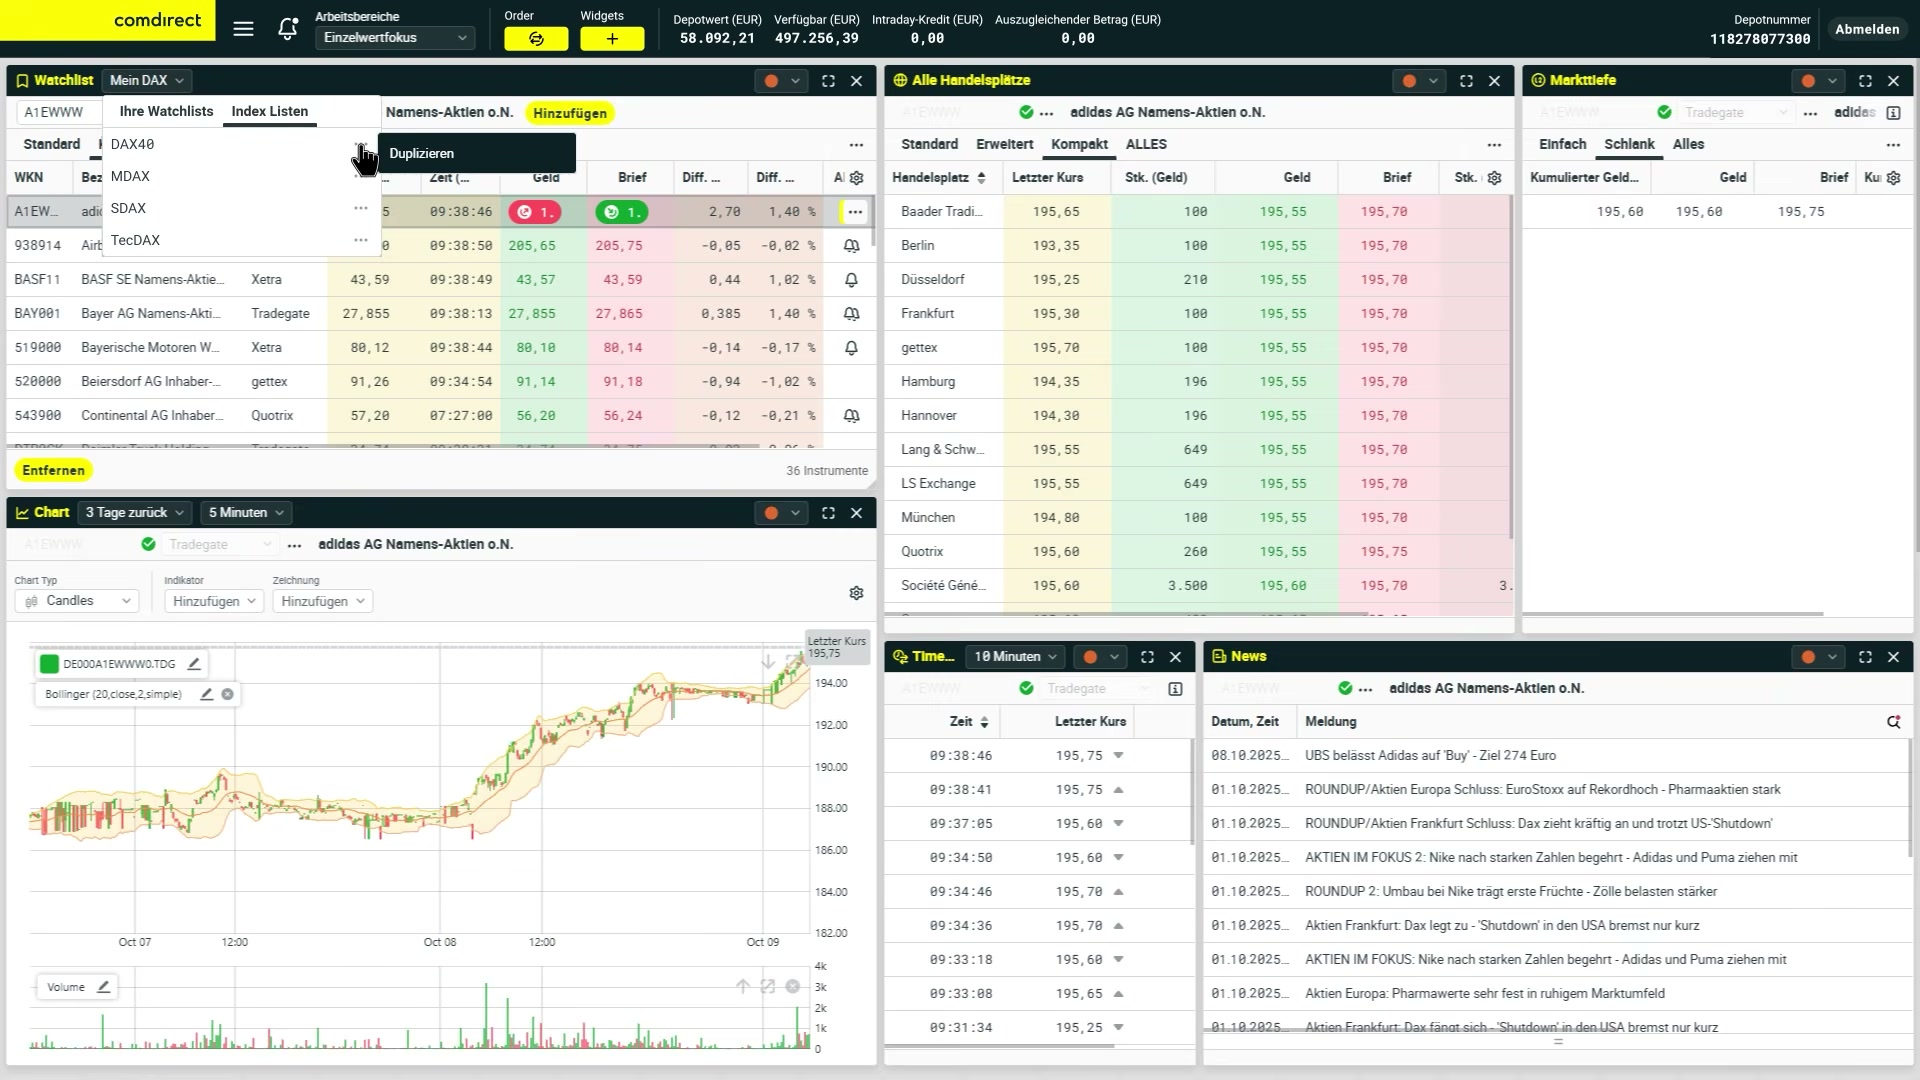 comdirect
Arbeitsbereiche
Einzelwertfokus
Order
Widgets
Depotwert (EUR)
58.092,21
Verfügbar (EUR)
497.256,39
Intraday-Kredit (EUR)
0,00
Auszugleichender Betrag (EUR)
0,00
Depotnummer
118278077300
Abmelden
Watchlist Mein DAX
A1EWWW
Ihre Watchlists Index Listen
Namens-Aktien o.N. Hinzufügen
Standard
DAX40
Duplizieren
MDAX
SDAX
TecDAX
WKN Zeit (... Geld Brief Diff. ... Diff. ...
A1EW... 09:38:46 1. 1. 2,70 1,40 %
938914 09:38:50 205,65 205,75 -0,05 -0,02 %
BASF11 BASF SE Namens-Aktie... Xetra 43,59 09:38:49 43,57 43,59 0,44 1,02 %
BAY001 Bayer AG Namens-Akti... Tradegate 27,855 09:38:13 27,855 27,865 0,385 1,40 %
519000 Bayerische Motoren W... Xetra 80,12 09:38:44 80,10 80,14 -0,14 -0,17 %
520000 Beiersdorf AG Inhaber-... gettex 91,26 09:34:54 91,14 91,18 -0,94 -1,02 %
543900 Continental AG Inhaber... Quotrix 57,20 07:27:00 56,20 56,24 -0,12 -0,21 %
Entfernen
36 Instrumente
Chart 3 Tage zurück 5 Minuten
A1EWWW Tradegate ... adidas AG Namens-Aktien o.N.
Chart Typ
Candles
Indikator
Hinzufügen
Zeichnung
Hinzufügen
Letzter Kurs
195,75
DE000A1EWWW0.TDG
Bollinger (20,close,2,simple)
194.00
192.00
190.00
188.00
186.00
184.00
182.00
Oct 07 12:00 Oct 08 12:00 Oct 09
Volume
4k
3k
2k
1k
0
Alle Handelsplätze
A1EWWW ... adidas AG Namens-Aktien o.N.
Standard Erweitert Kompakt ALLES
Handelsplatz Letzter Kurs Stk. (Geld) Geld Brief Stk.
Baader Tradi... 195,65 100 195,55 195,70
Berlin 193,35 100 195,55 195,70
Düsseldorf 195,25 210 195,55 195,70
Frankfurt 195,30 100 195,55 195,70
gettex 195,70 100 195,55 195,70
Hamburg 194,35 196 195,55 195,70
Hannover 194,30 196 195,55 195,70
Lang & Schw... 195,55 649 195,55 195,70
LS Exchange 195,55 649 195,55 195,70
München 194,80 100 195,55 195,70
Quotrix 195,60 260 195,55 195,75
Société Géné... 195,60 3.500 195,60 195,70 3.
Markttiefe
A1EWWW Tradegate ... adidas
Einfach Schlank Alles
Kumulierter Geld... Geld Brief
195,60 195,60 195,75
Time... 10 Minuten
A1EWWW Tradegate
Zeit Letzter Kurs
09:38:46 195,75
09:38:41 195,75
09:37:05 195,60
09:34:50 195,60
09:34:46 195,70
09:34:36 195,70
09:33:18 195,60
09:33:08 195,65
09:31:34 195,25
News
A1EWWW ... adidas AG Namens-Aktien o.N.
Datum, Zeit Meldung
08.10.2025... UBS belässt Adidas auf 'Buy' - Ziel 274 Euro
01.10.2025... ROUNDUP/Aktien Europa Schluss: EuroStoxx auf Rekordhoch - Pharmaaktien stark
01.10.2025... ROUNDUP/Aktien Frankfurt Schluss: Dax zieht kräftig an und trotzt US-'Shutdown'
01.10.2025... AKTIEN IM FOKUS 2: Nike nach starken Zahlen begehrt - Adidas und Puma ziehen mit
01.10.2025... ROUNDUP 2: Umbau bei Nike trägt erste Früchte - Zölle belasten stärker
01.10.2025... Aktien Frankfurt: Dax legt zu - 'Shutdown' in den USA bremst nur kurz
01.10.2025... AKTIEN IM FOKUS: Nike nach starken Zahlen begehrt - Adidas und Puma ziehen mit
01.10.2025... Aktien Europa: Pharmawerte sehr fest in ruhigem Marktumfeld
01.10.2025... Aktien Frankfurt: Dax fängt sich - 'Shutdown' in den USA bremst nur kurz